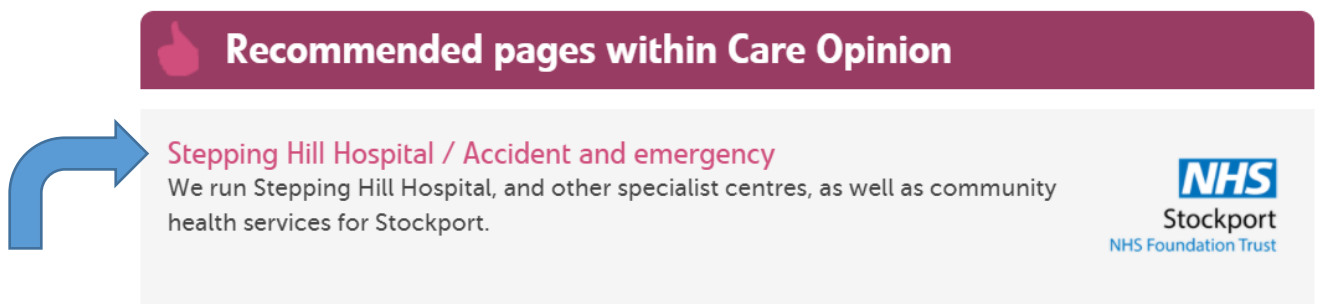 Recommended pages within Care Opinion
Stepping Hill Hospital / Accident and emergency
We run Stepping Hill Hospital, and other specialist centres, as well as community
health services for Stockport.
NHS
Stockport
NHS Foundation Trust